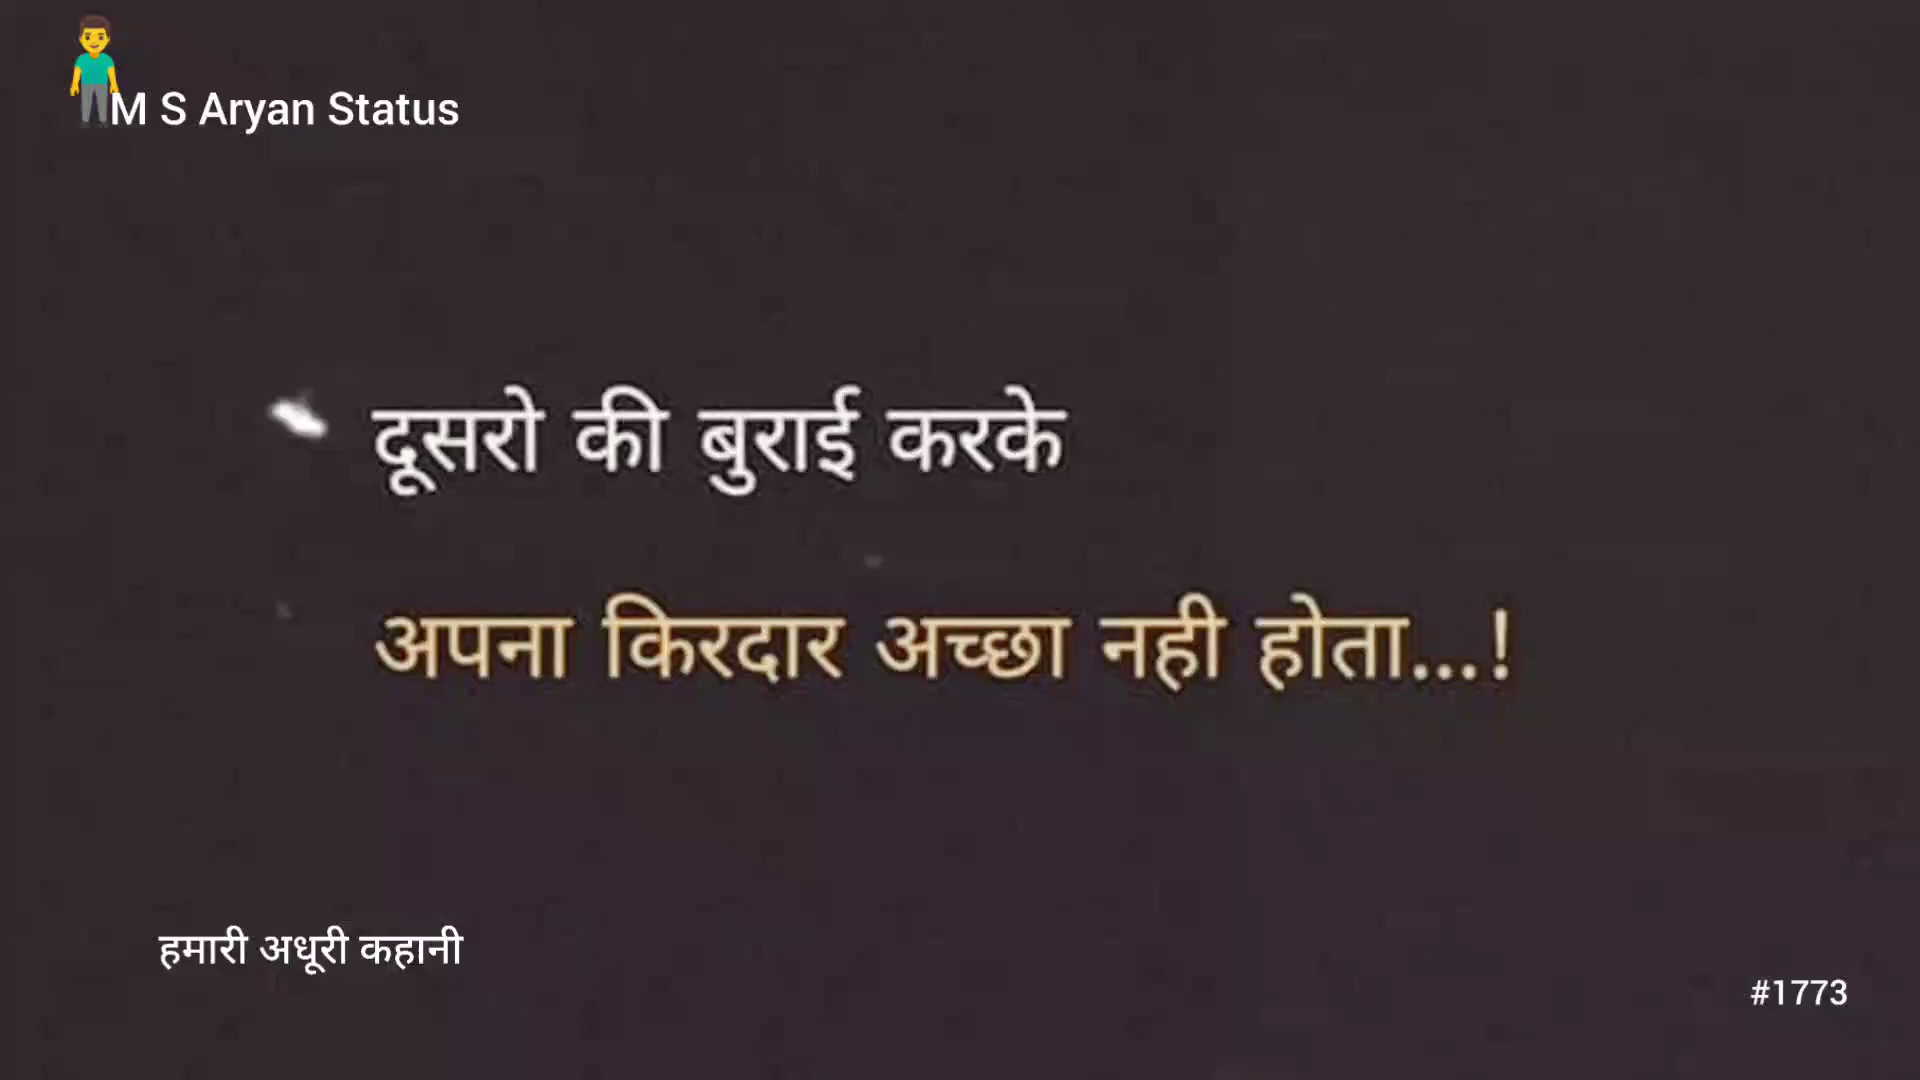 M S Aryan Status
दूसरो की बुराई करके
अपना किरदार अच्छा नही होता...!
हमारी अधूरी कहानी
#1773